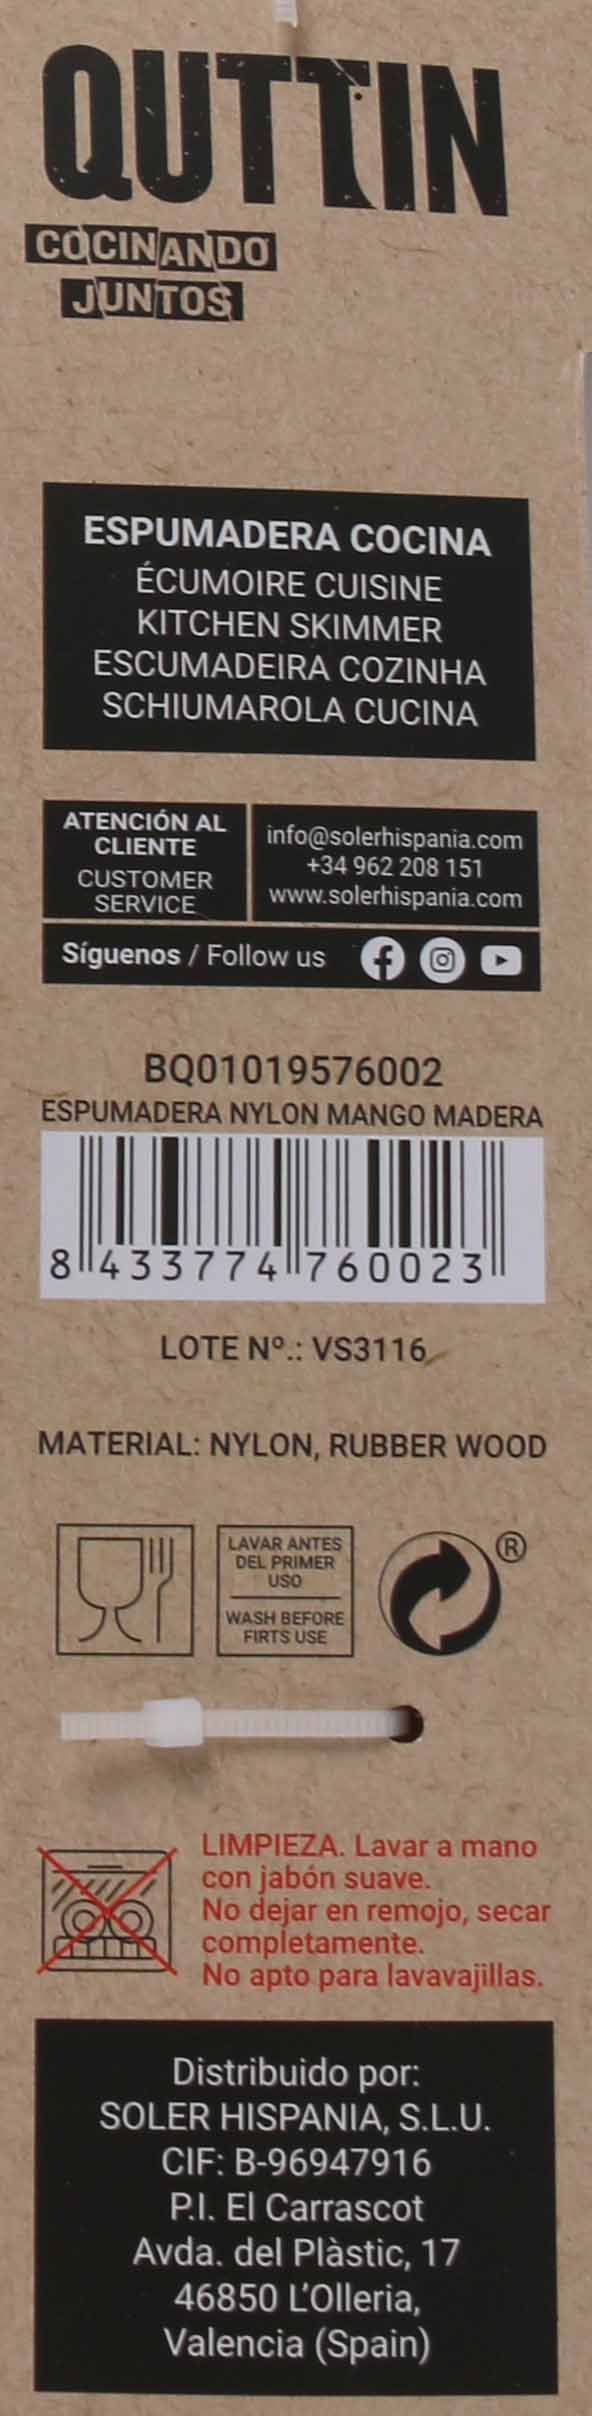 QUTTIN
COCINANDO
JUNTOS
ESPUMADERA COCINA
ÉCUMOIRE CUISINE
KITCHEN SKIMMER
ESCUMADEIRA COZINHA
SCHIUMAROLA CUCINA
ATENCIÓN AL
CLIENTE
CUSTOMER
SERVICE
info@solerhispania.com
+34 962 208 151
www.solerhispania.com
Síguenos / Follow us
BQ01019576002
ESPUMADERA NYLON MANGO MADERA
8 433774 760023
LOTE Nº.: VS3116
MATERIAL: NYLON, RUBBER WOOD
LAVAR ANTES
DEL PRIMER
USO
WASH BEFORE
FIRTS USE
®
LIMPIEZA. Lavar a mano
con jabón suave.
No dejar en remojo, secar
completamente.
No apto para lavavajillas.
Distribuido por:
SOLER HISPANIA, S.L.U.
CIF: B-96947916
P.I. El Carrascot
Avda. del Plàstic, 17
46850 L'Olleria,
Valencia (Spain)